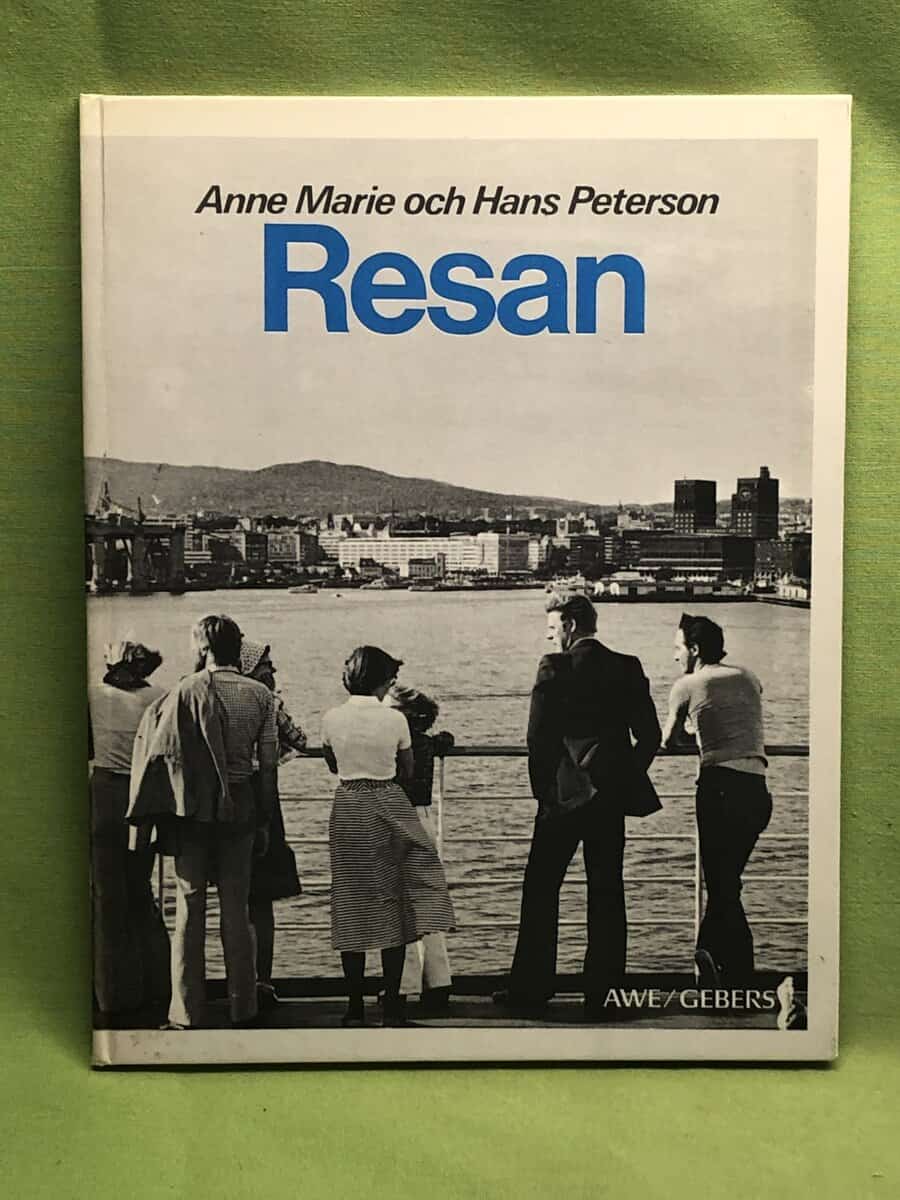 Anne Marie och Hans Peterson
Resan
AWE/GEBERS